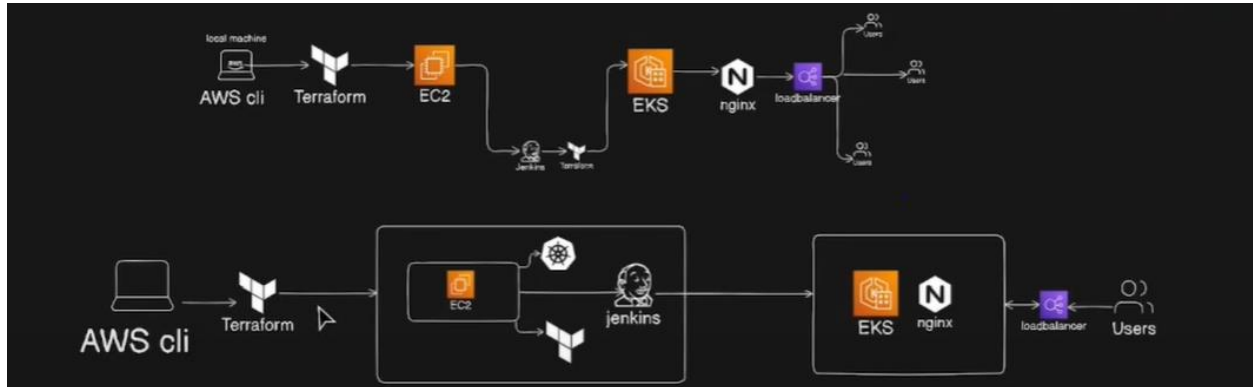 local machine
aws
AWS cli
Terraform
EC2
Jenkins
Terraform
EKS
nginx
loadbalancer
Users
Users
Users
AWS cli
Terraform
EC2
jenkins
EKS
nginx
loadbalancer
Users